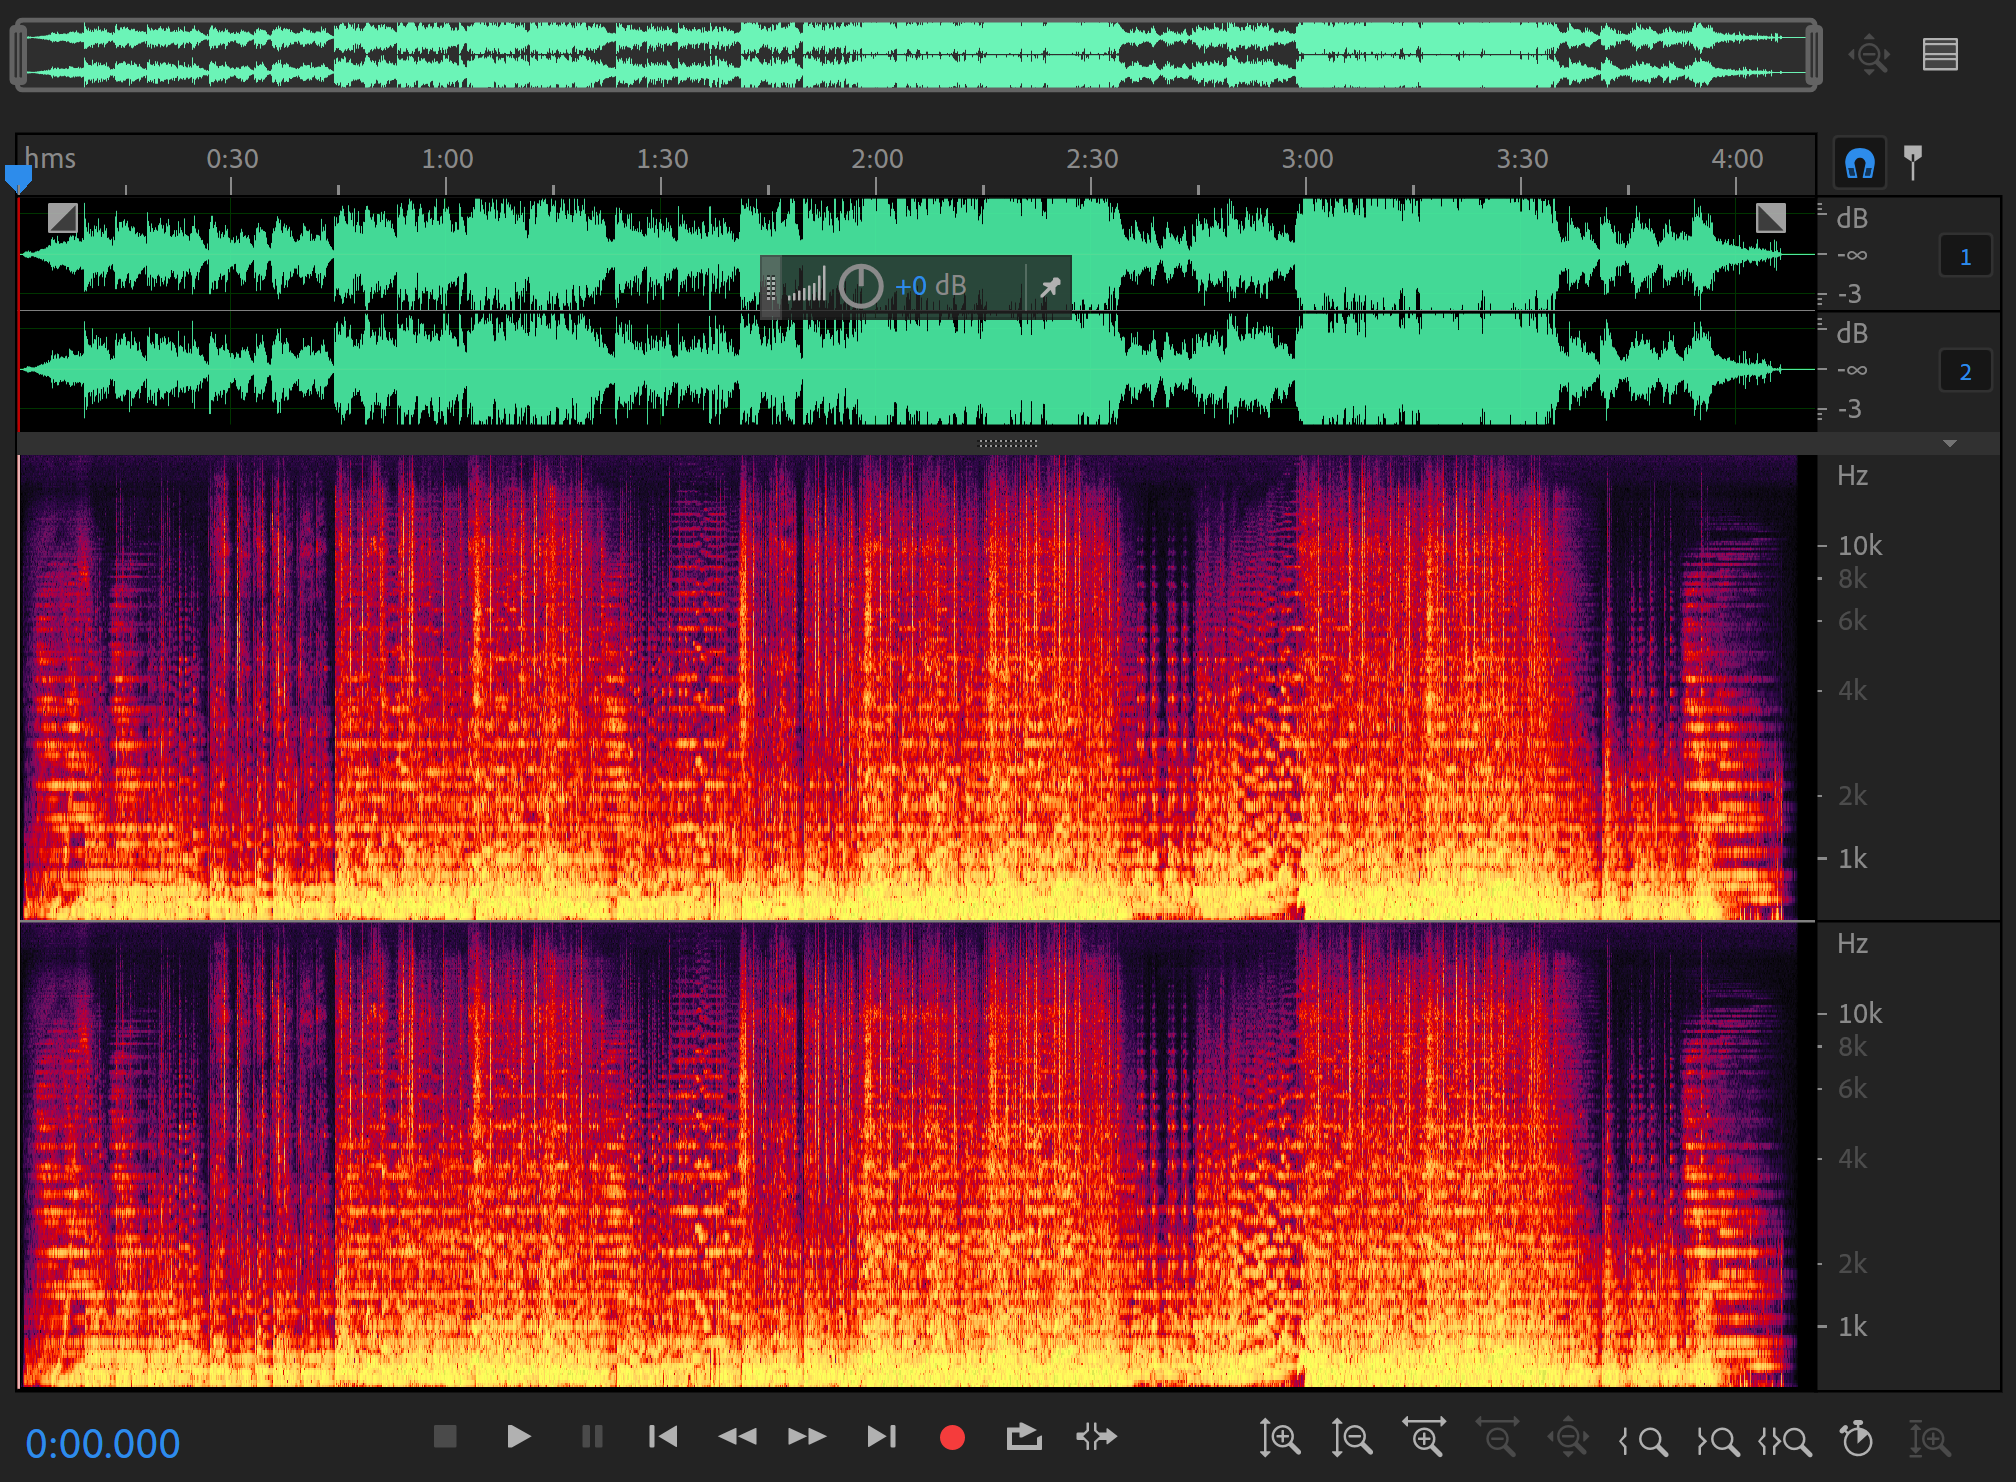 hms 0:30 1:00 1:30 2:00 2:30 3:00 3:30 4:00
dB
-∞
-3
1
+0 dB
dB
-∞
-3
2
Hz
10k
8k
6k
4k
2k
1k
Hz
10k
8k
6k
4k
2k
1k
0:00.000